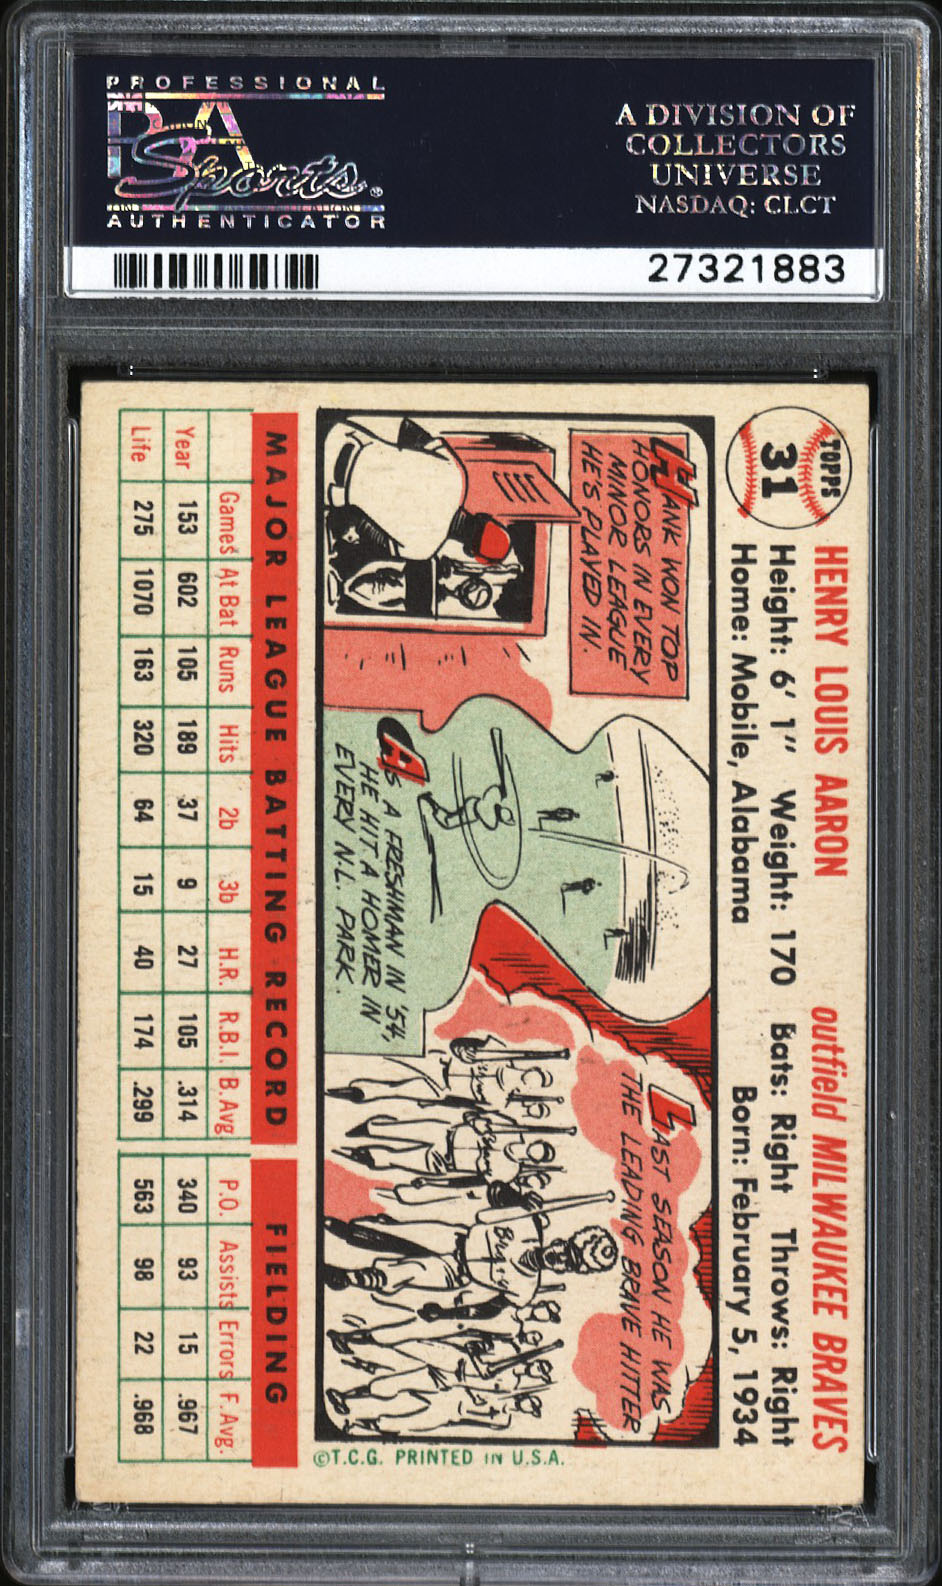 PROFESSIONAL
PSA
Sports®
AUTHENTICATOR
A DIVISION OF
COLLECTORS
UNIVERSE
NASDAQ: CLCT
27321883
TOPPS
31
HENRY LOUIS AARON outfield MILWAUKEE BRAVES
Height: 6' 1" Weight: 170 Bats: Right Throws: Right
Home: Mobile, Alabama Born: February 5, 1934
HANK WON TOP
HONORS IN EVERY
MINOR LEAGUE
HE'S PLAYED IN.
AS A FRESHMAN IN '54,
HE HIT A HOMER IN
EVERY N.L. PARK.
LAST SEASON HE WAS
THE LEADING BRAVE HITTER
MAJOR LEAGUE BATTING RECORD FIELDING
Games At Bat Runs Hits 2b 3b H.R. R.B.I. B.Avg. P.O. Assists Errors F. Avg.
Year 153 602 105 189 37 9 27 105 .314 340 93 15 .967
Life 275 1070 163 320 64 15 40 174 .299 563 98 22 .968
©T.C.G. PRINTED IN U.S.A.